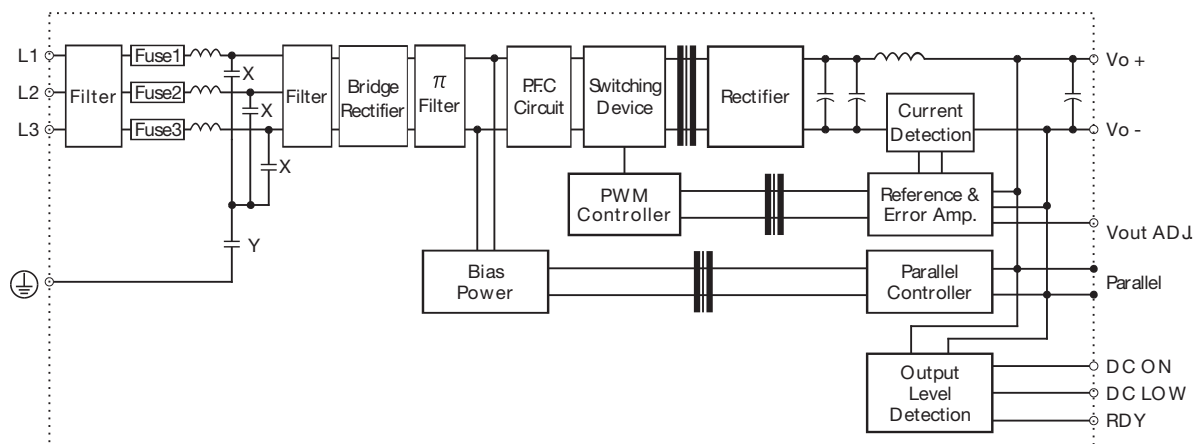 L1
L2
L3
Filter
Fuse1
Fuse2
Fuse3
X
X
X
Y
Filter
Bridge
Rectifier
π
Filter
P.F.C
Circuit
Switching
Device
Rectifier
Current
Detection
Vo +
Vo -
PWM
Controller
Reference &
Error Amp.
Vout ADJ.
Bias
Power
Parallel
Controller
Parallel
Output
Level
Detection
DC ON
DC LOW
RDY